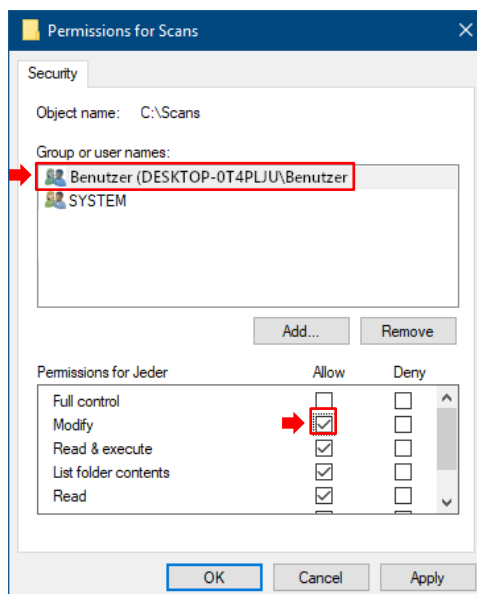 Permissions for Scans
Security
Object name: C:\Scans
Group or user names:
Benutzer (DESKTOP-0T4PLJU\Benutzer
SYSTEM
Add... Remove
Permissions for Jeder Allow Deny
Full control
Modify
Read & execute
List folder contents
Read
OK Cancel Apply